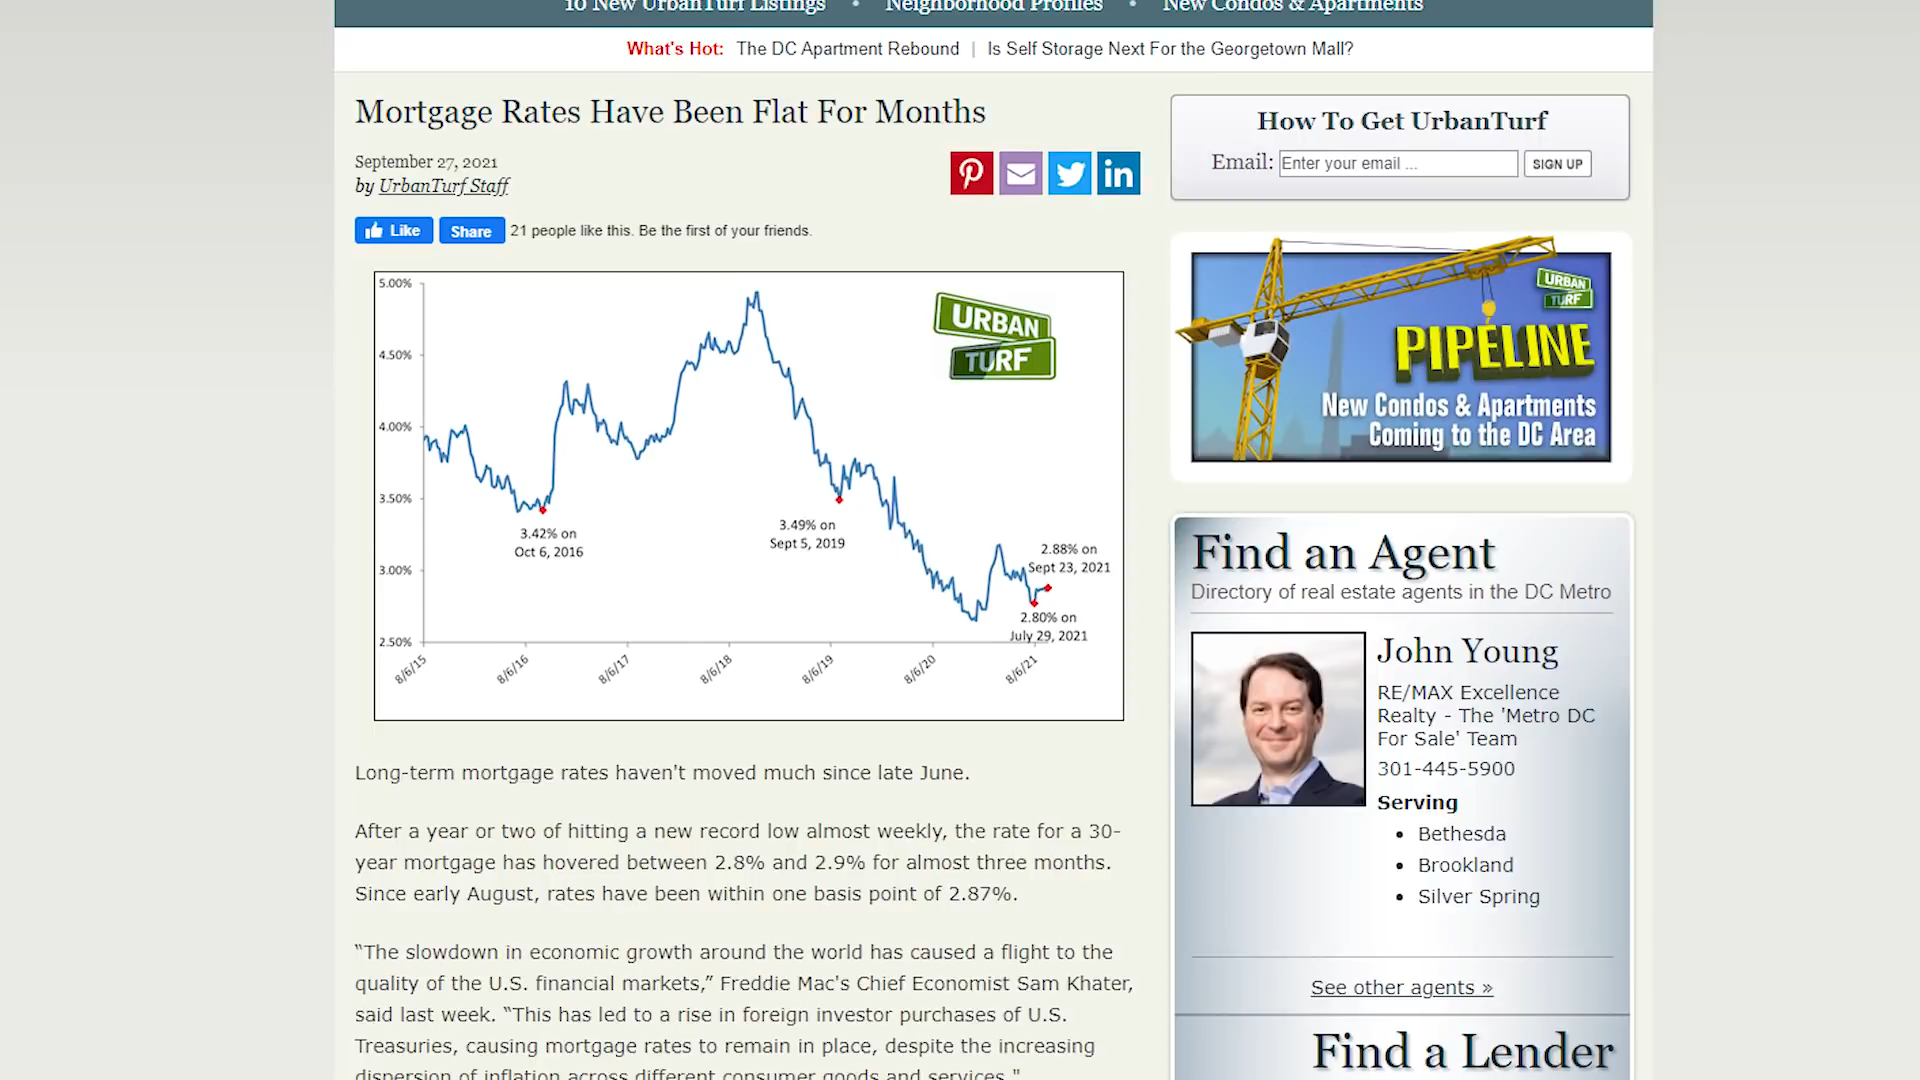 10 New UrbanTurf Listings • Neighborhood Profiles • New Condos & Apartments
What's Hot: The DC Apartment Rebound | Is Self Storage Next For the Georgetown Mall?
Mortgage Rates Have Been Flat For Months
September 27, 2021
by UrbanTurf Staff
Like Share 21 people like this. Be the first of your friends.
5.00%
4.50%
4.00%
3.50%
3.00%
2.50%
URBAN
TURF
3.42% on
Oct 6, 2016
3.49% on
Sept 5, 2019
2.88% on
Sept 23, 2021
2.80% on
July 29, 2021
8/6/15
8/6/16
8/6/17
8/6/18
8/6/19
8/6/20
8/6/21
Long-term mortgage rates haven't moved much since late June.
After a year or two of hitting a new record low almost weekly, the rate for a 30-
year mortgage has hovered between 2.8% and 2.9% for almost three months.
Since early August, rates have been within one basis point of 2.87%.
“The slowdown in economic growth around the world has caused a flight to the
quality of the U.S. financial markets,” Freddie Mac's Chief Economist Sam Khater,
said last week. “This has led to a rise in foreign investor purchases of U.S.
Treasuries, causing mortgage rates to remain in place, despite the increasing
dispersion of inflation across different consumer goods and services."
How To Get UrbanTurf
Email: Enter your email ... SIGN UP
URBAN
TURF
PIPELINE
New Condos & Apartments
Coming to the DC Area
Find an Agent
Directory of real estate agents in the DC Metro
John Young
RE/MAX Excellence
Realty - The 'Metro DC
For Sale' Team
301-445-5900
Serving
• Bethesda
• Brookland
• Silver Spring
See other agents »
Find a Lender